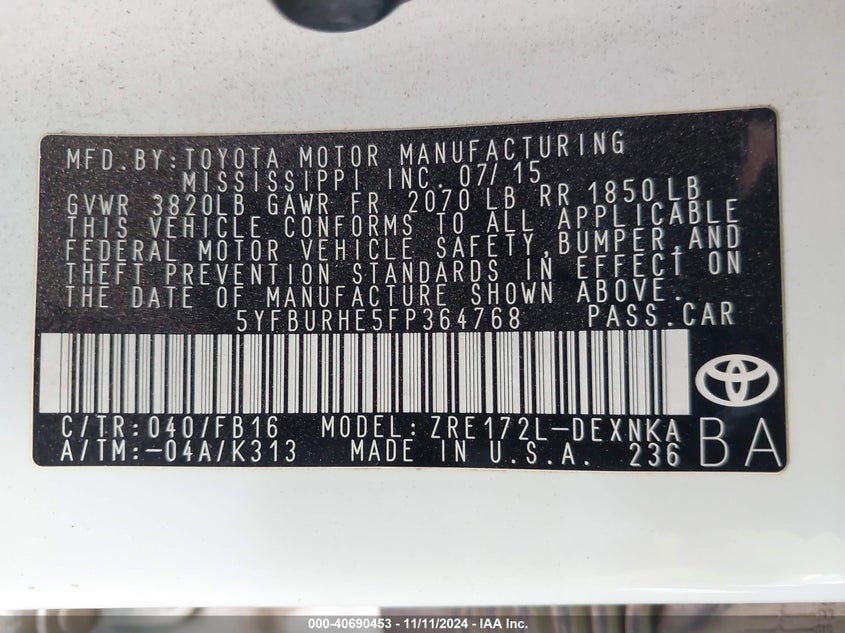 MFD.BY:TOYOTA MOTOR MANUFACTURING
MISSISSIPPI INC. 07/15
GVWR 3820LB GAWR FR 2070 LB RR 1850LB
THIS VEHICLE CONFORMS TO ALL APPLICABLE
FEDERAL MOTOR VEHICLE SAFETY,BUMPER,AND
THEFT PREVENTION STANDARDS IN EFFECT ON
THE DATE OF MANUFACTURE SHOWN ABOVE.
5YFBURHE5FP364768 PASS.CAR
C/TR:040/FB16 MODEL:ZRE172L-DEXNKA
A/TM:-04A/K313 MADE IN U.S.A. 236
BA
000-40690453 - 11/11/2024 - IAA Inc.